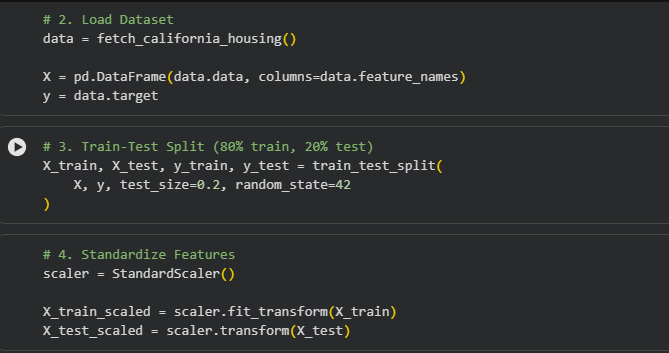 # 2. Load Dataset
data = fetch_california_housing()
X = pd.DataFrame(data.data, columns=data.feature_names)
y = data.target
# 3. Train-Test Split (80% train, 20% test)
X_train, X_test, y_train, y_test = train_test_split(
    X, y, test_size=0.2, random_state=42
)
# 4. Standardize Features
scaler = StandardScaler()
X_train_scaled = scaler.fit_transform(X_train)
X_test_scaled = scaler.transform(X_test)